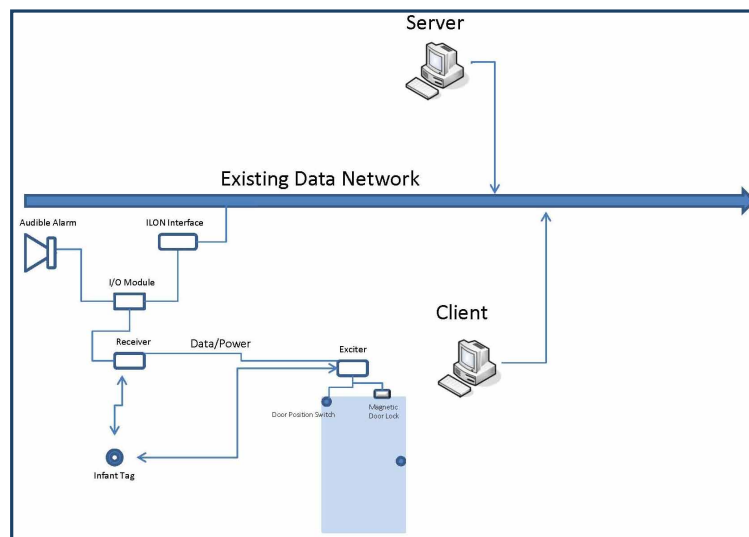 Server
Existing Data Network
Audible Alarm
ILON Interface
I/O Module
Client
Receiver
Data/Power
Exciter
Door Position Switch
Magnetic
Door Lock
Infant Tag